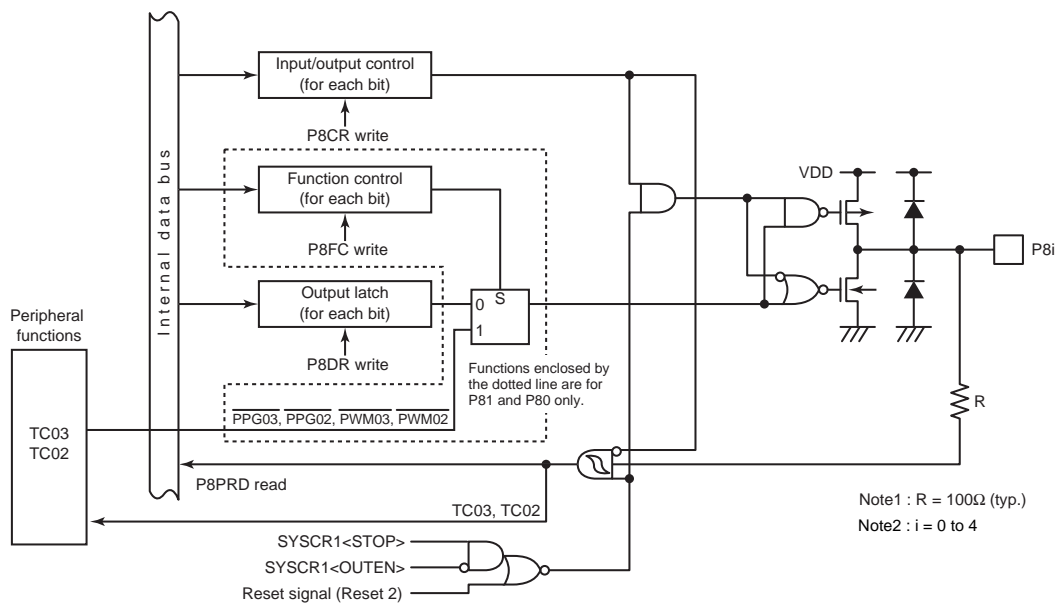 Input/output control
(for each bit)
P8CR write
Internal data bus
Function control
(for each bit)
P8FC write
Output latch
(for each bit)
P8DR write
0
S
1
VDD
P8i
R
Peripheral
functions
TC03
TC02
Functions enclosed by
the dotted line are for
P81 and P80 only.
PPG03, PPG02, PWM03, PWM02
P8PRD read
TC03, TC02
SYSCR1<STOP>
SYSCR1<OUTEN>
Reset signal (Reset 2)
Note1 : R = 100Ω (typ.)
Note2 : i = 0 to 4